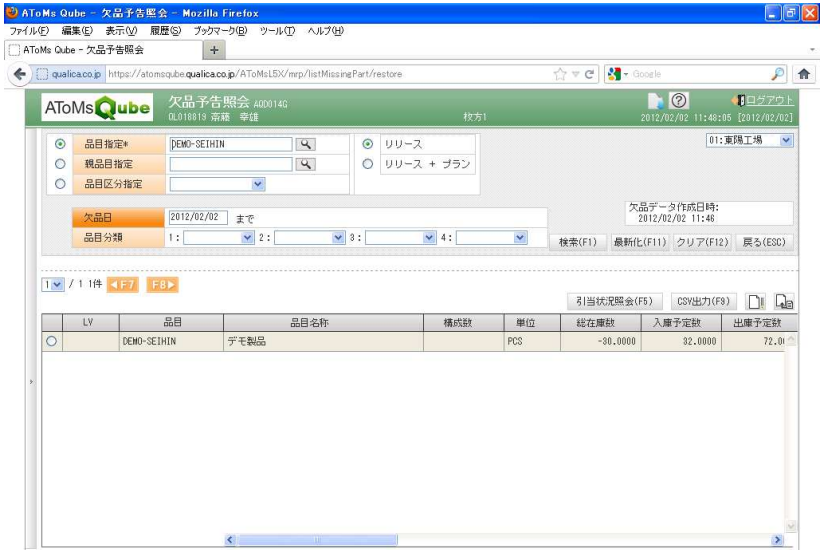 AToMs Qube - 欠品予告照会 - Mozilla Firefox
ファイル(F) 編集(E) 表示(V) 履歴(S) ブックマーク(B) ツール(T) ヘルプ(H)
AToMs Qube - 欠品予告照会 +
qualica.co.jp https://atomsqube.qualica.co.jp/AToMsL5X/mrp/listMissingPart/restore Google
AToMs Qube 欠品予告照会 AQD014G ? ログアウト
OL018019 斎藤 幸雄 枚方1 2012/02/02 11:48:05 [2012/02/02]
品目指定* DEMO-SEIHIN リリース 01:東陽工場
親品目指定 リリース + プラン
品目区分指定
欠品データ作成日時:
欠品日 2012/02/02 まで 2012/02/02 11:46
品目分類 1: 2: 3: 4: 検索(F1) 最新化(F11) クリア(F12) 戻る(ESC)
1 / 1 1件 ◀F7 F8▶
引当状況照会(F5) CSV出力(F9)
LV 品目 品目名称 構成数 単位 総在庫数 入庫予定数 出庫予定数
DEMO-SEIHIN デモ製品 PCS -30.0000 32.0000 72.0